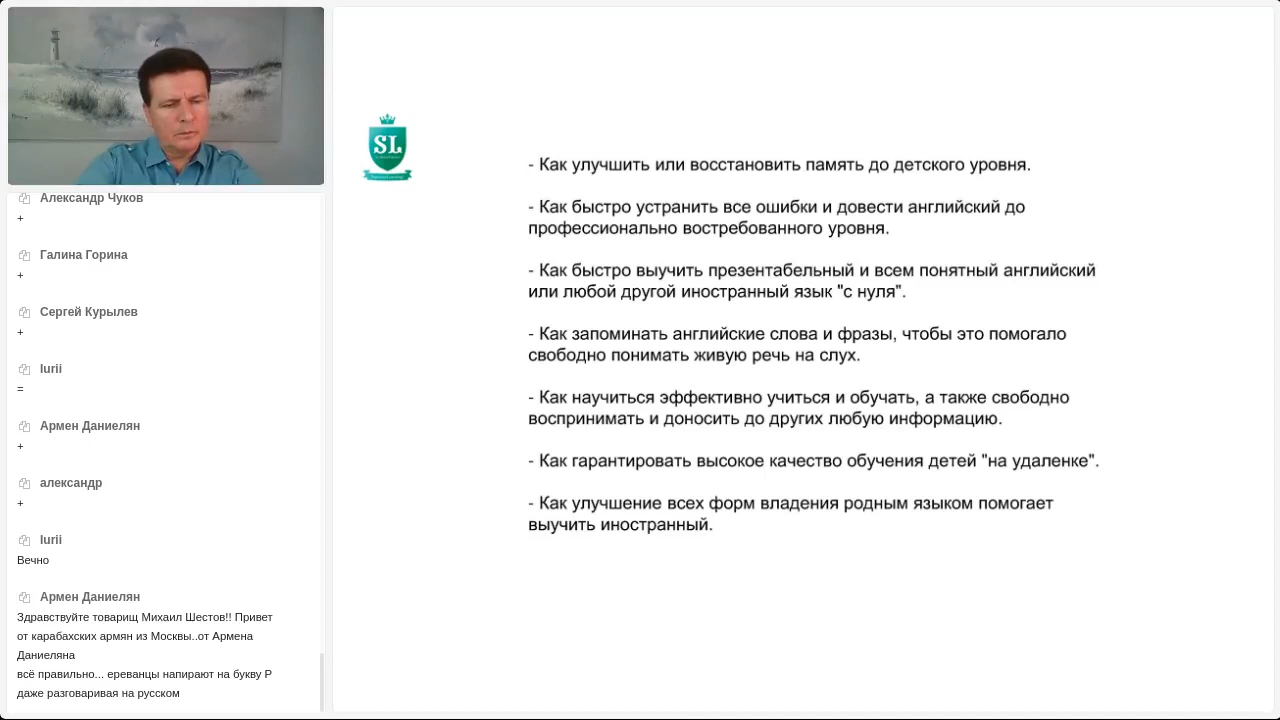 Александр Чуков
+
Галина Горина
+
Сергей Курылев
+
Iurii
=
Армен Даниелян
+
александр
+
Iurii
Вечно
Армен Даниелян
Здравствуйте товарищ Михаил Шестов!! Привет
от карабахских армян из Москвы..от Армена
Даниеляна
всё правильно... ереванцы напирают на букву Р
даже разговаривая на русском
SL
- Как улучшить или восстановить память до детского уровня.
- Как быстро устранить все ошибки и довести английский до
профессионально востребованного уровня.
- Как быстро выучить презентабельный и всем понятный английский
или любой другой иностранный язык "с нуля".
- Как запоминать английские слова и фразы, чтобы это помогало
свободно понимать живую речь на слух.
- Как научиться эффективно учиться и обучать, а также свободно
воспринимать и доносить до других любую информацию.
- Как гарантировать высокое качество обучения детей "на удаленке".
- Как улучшение всех форм владения родным языком помогает
выучить иностранный.